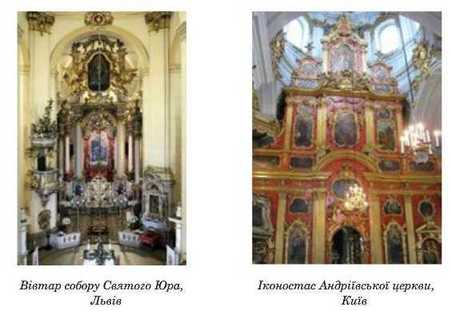 Вівтар собору Святого Юра,
Львів
Іконостас Андріївської церкви,
Київ